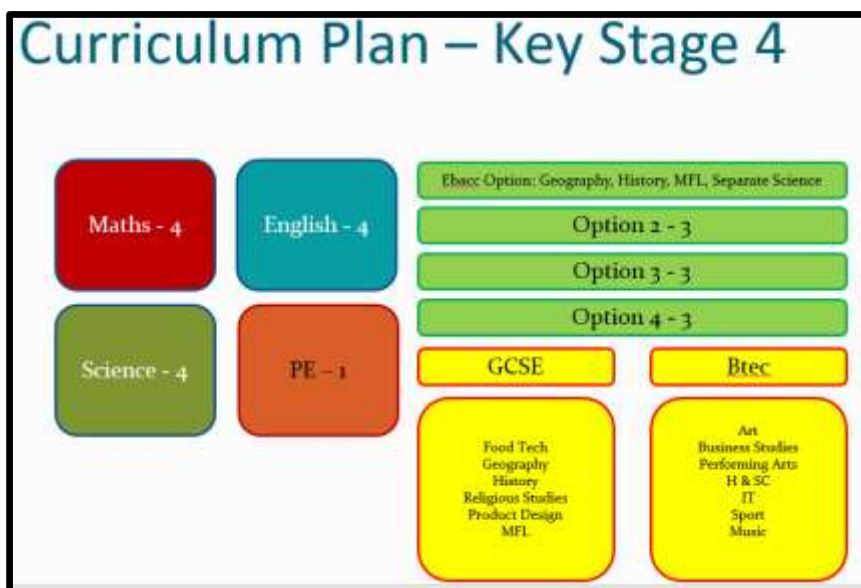 Curriculum Plan – Key Stage 4
Maths - 4
English - 4
Science - 4
PE – 1
Ebacc Option: Geography, History, MFL, Separate Science
Option 2 - 3
Option 3 - 3
Option 4 - 3
GCSE
Food Tech
Geography
History
Religious Studies
Product Design
MFL
Btec
Art
Business Studies
Performing Arts
H & SC
IT
Sport
Music